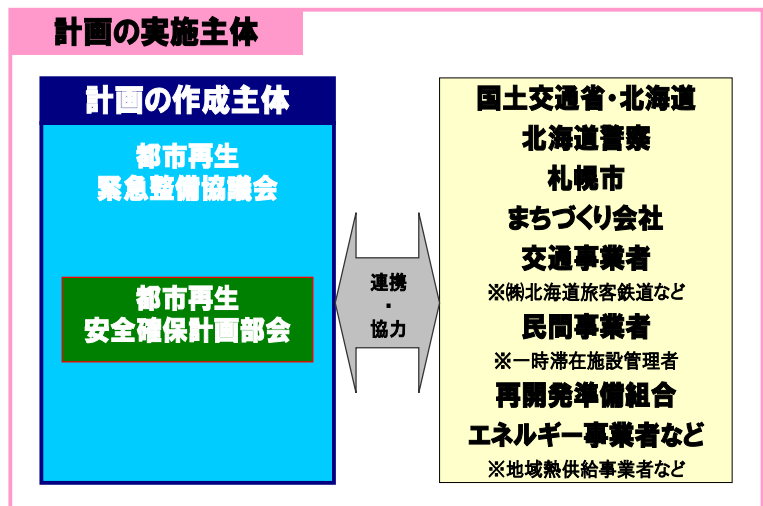 計画の実施主体
計画の作成主体
都市再生
緊急整備協議会
都市再生
安全確保計画部会
連携
・
協力
国土交通省・北海道
北海道警察
札幌市
まちづくり会社
交通事業者
※㈱北海道旅客鉄道など
民間事業者
※一時滞在施設管理者
再開発準備組合
エネルギー事業者など
※地域熱供給事業者など